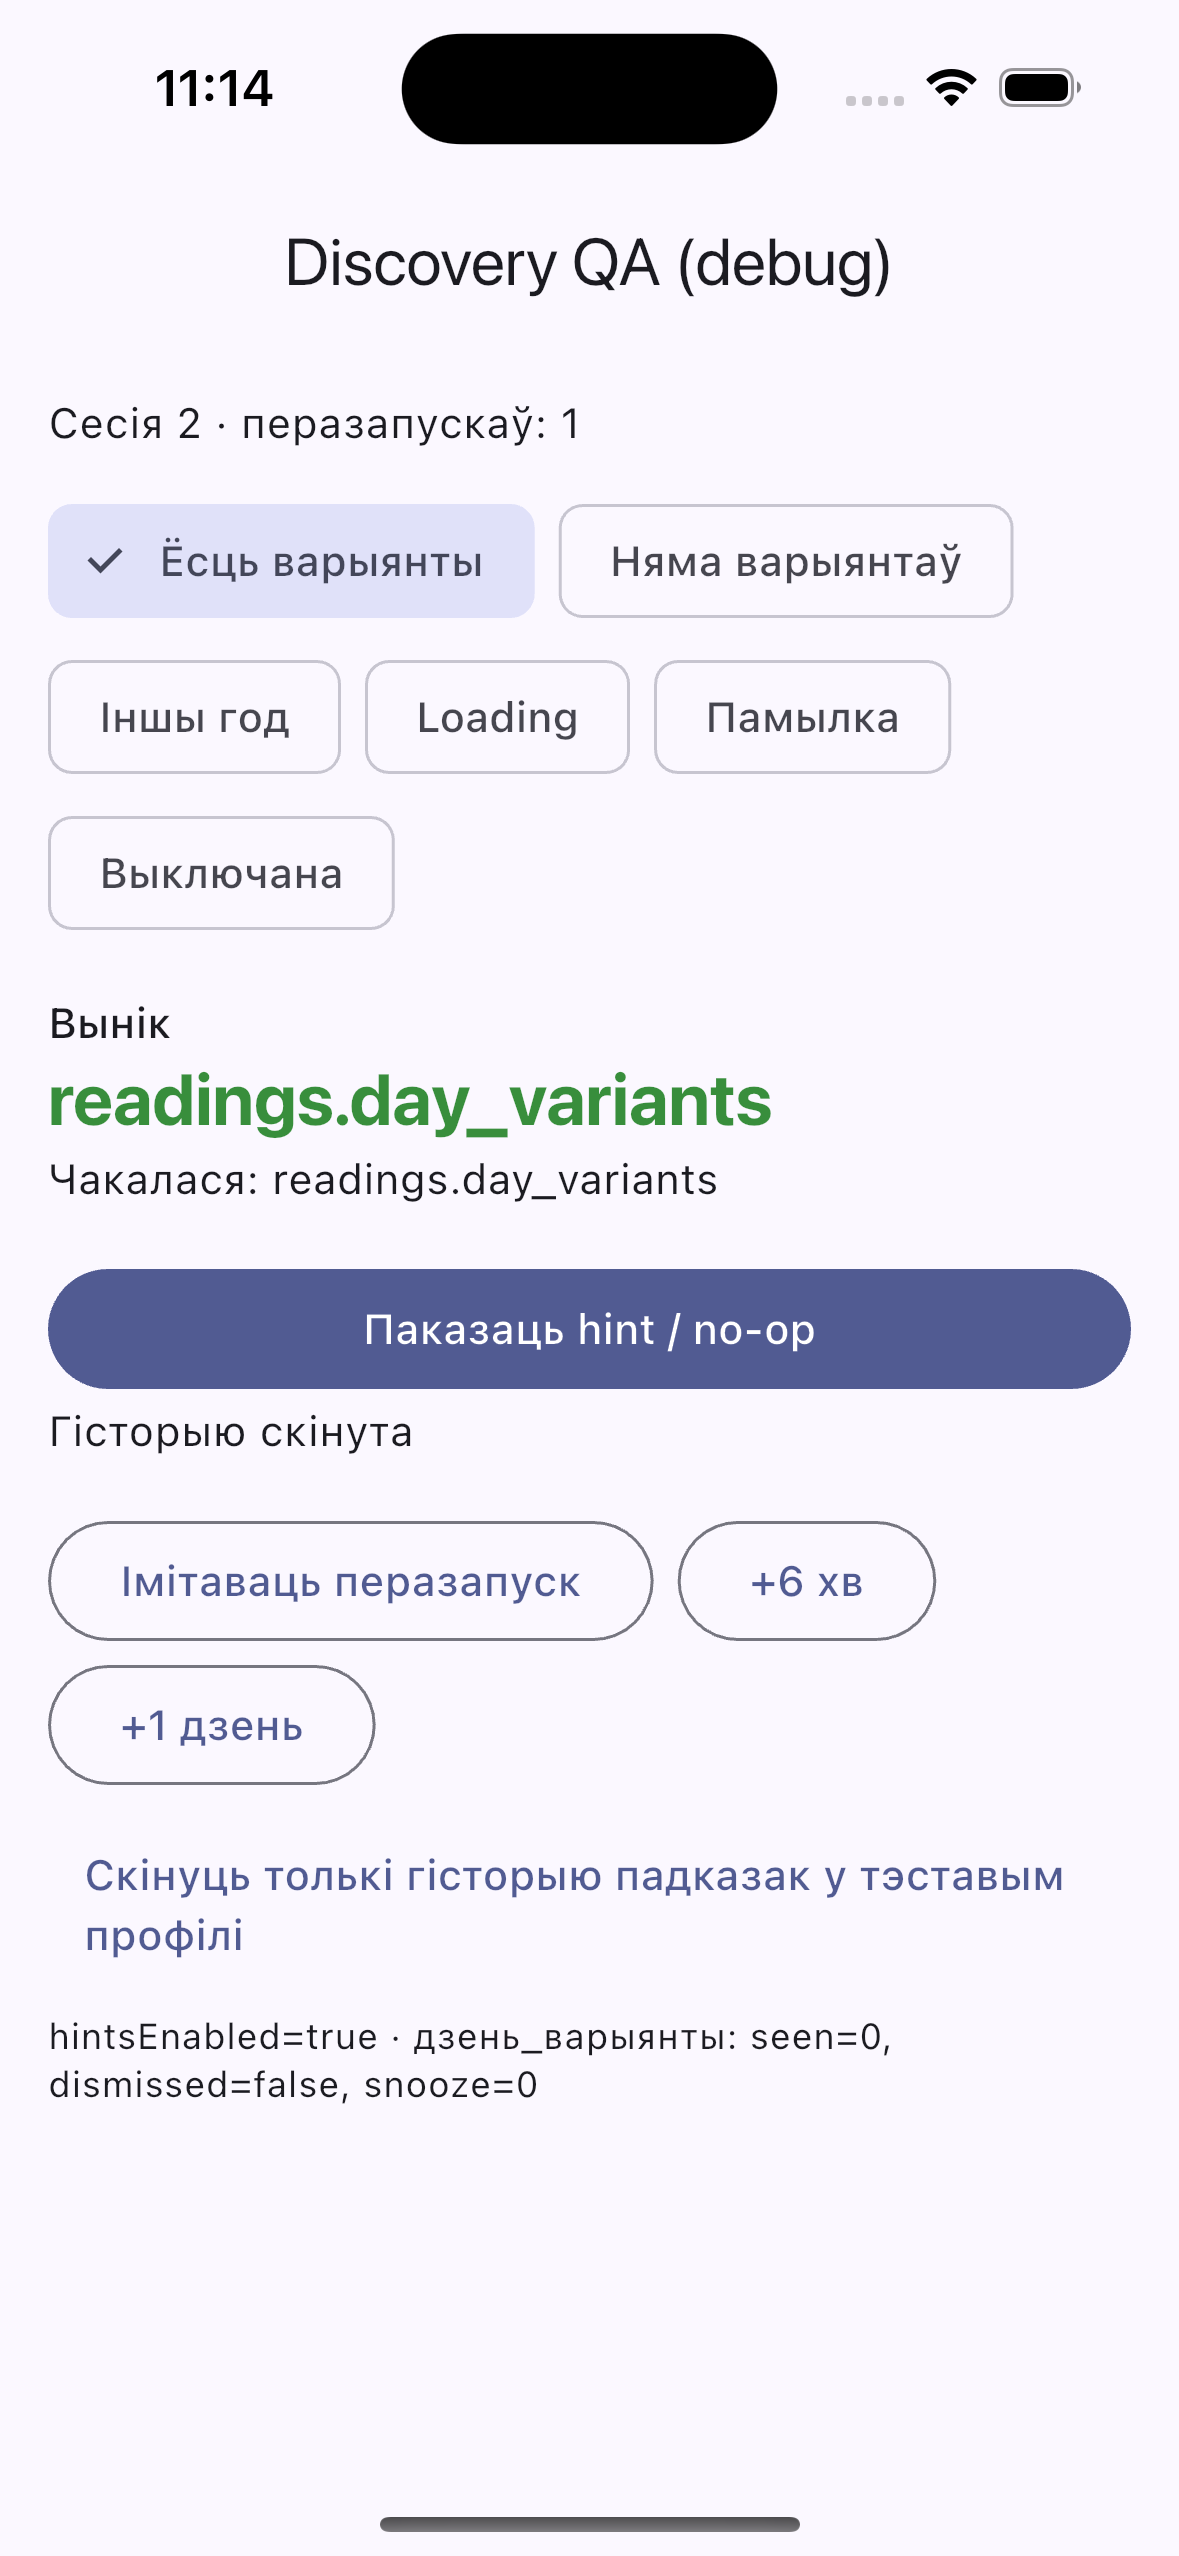 11:14
Discovery QA (debug)
Сесія 2 · перазапускаў: 1
Ёсць варыянты
Няма варыянтаў
Іншы год
Loading
Памылка
Выключана
Вынік
readings.day_variants
Чакалася: readings.day_variants
Паказаць hint / no-op
Гісторыю скінута
Імітаваць перазапуск
+6 хв
+1 дзень
Скінуць толькі гісторыю падказак у тэставым
профілі
hintsEnabled=true · дзень_варыянты: seen=0,
dismissed=false, snooze=0